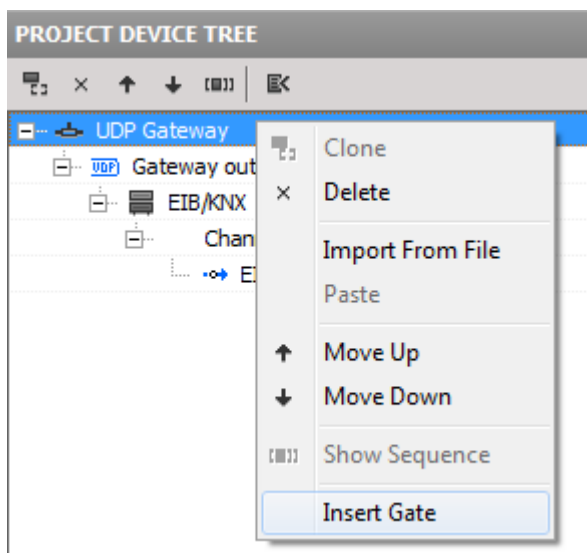 PROJECT DEVICE TREE
UDP Gateway
UDP Gateway out
EIB/KNX
Chan
Clone
Delete
Import From File
Paste
Move Up
Move Down
Show Sequence
Insert Gate